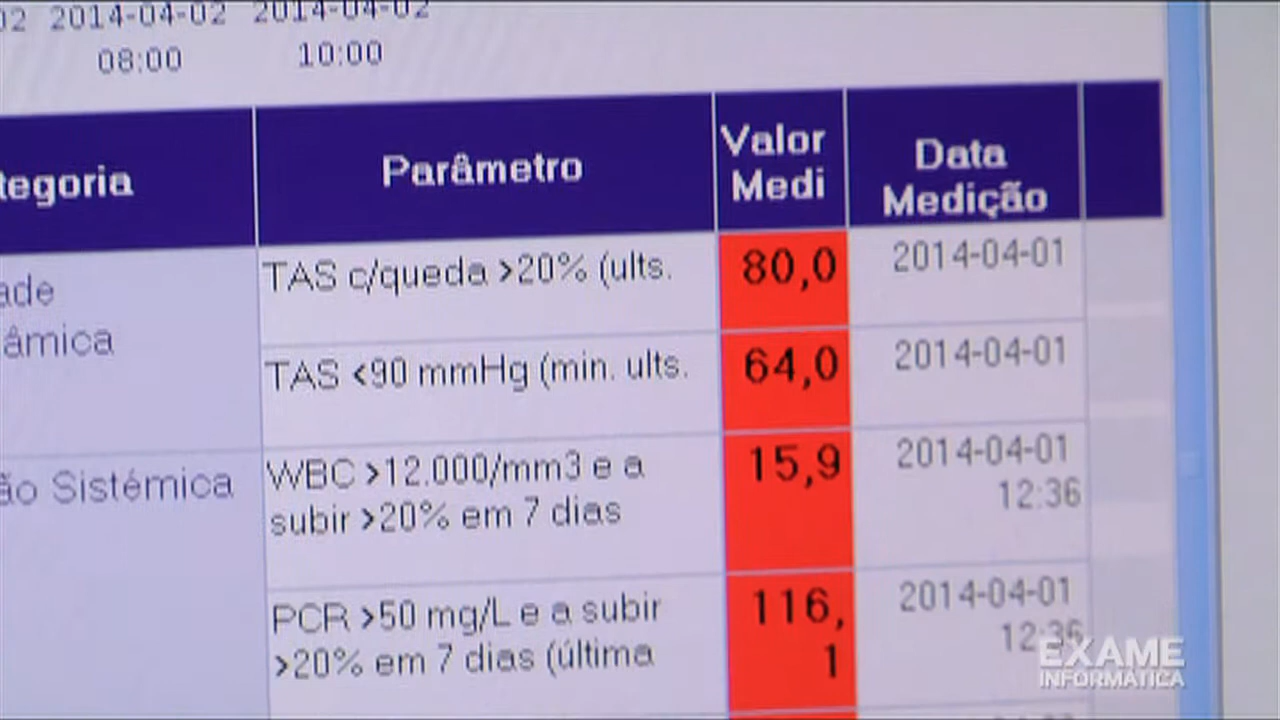 02 2014-04-02 2014-04-02
08:00 10:00
tegoria Parâmetro Valor Medi Data Medição
ade
âmica
TAS c/queda >20% (ults. 80,0 2014-04-01
TAS <90 mmHg (min. ults. 64,0 2014-04-01
ão Sistémica
WBC >12.000/mm3 e a 15,9 2014-04-01
subir >20% em 7 dias 12:36
PCR >50 mg/L e a subir 116, 2014-04-01
>20% em 7 dias (última 1 12:36
EXAME
INFORMÁTICA